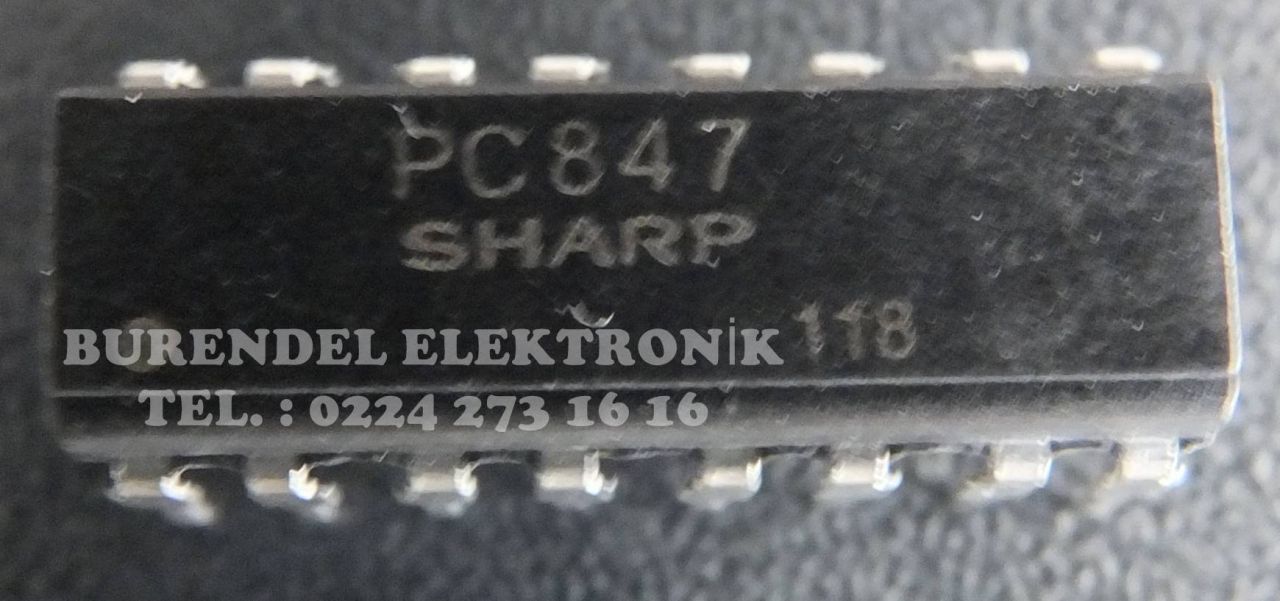 PC847
SHARP
118
BURENDEL ELEKTRONİK
TEL. : 0224 273 16 16